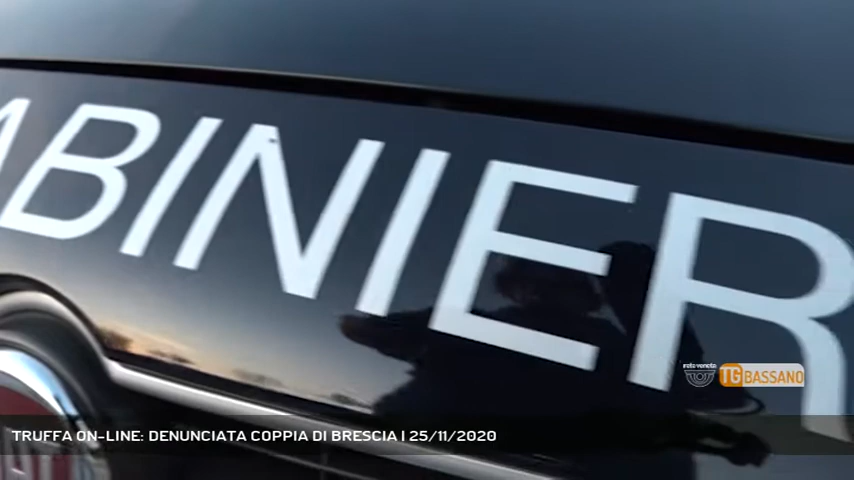 ABINIER
rete veneta
TG BASSANO
TRUFFA ON-LINE: DENUNCIATA COPPIA DI BRESCIA | 25/11/2020